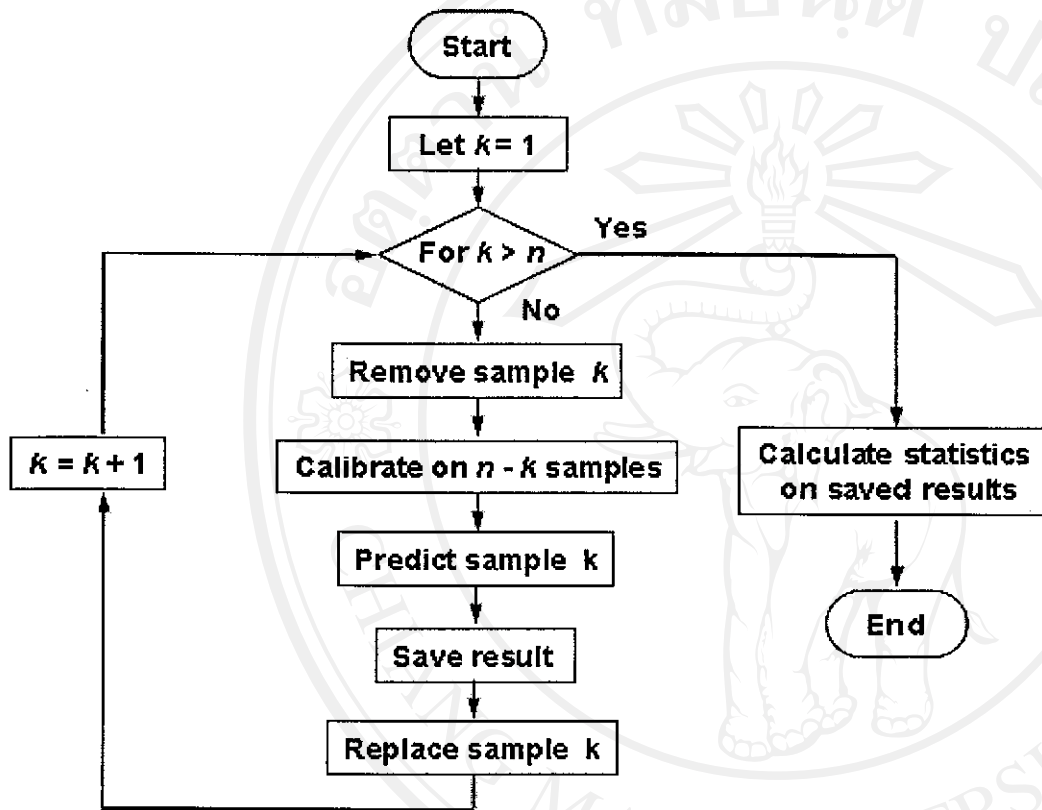 Start
Let k = 1
For k > n
Yes
No
Remove sample k
Calibrate on n - k samples
Predict sample k
Save result
Replace sample k
k = k + 1
Calculate statistics
on saved results
End